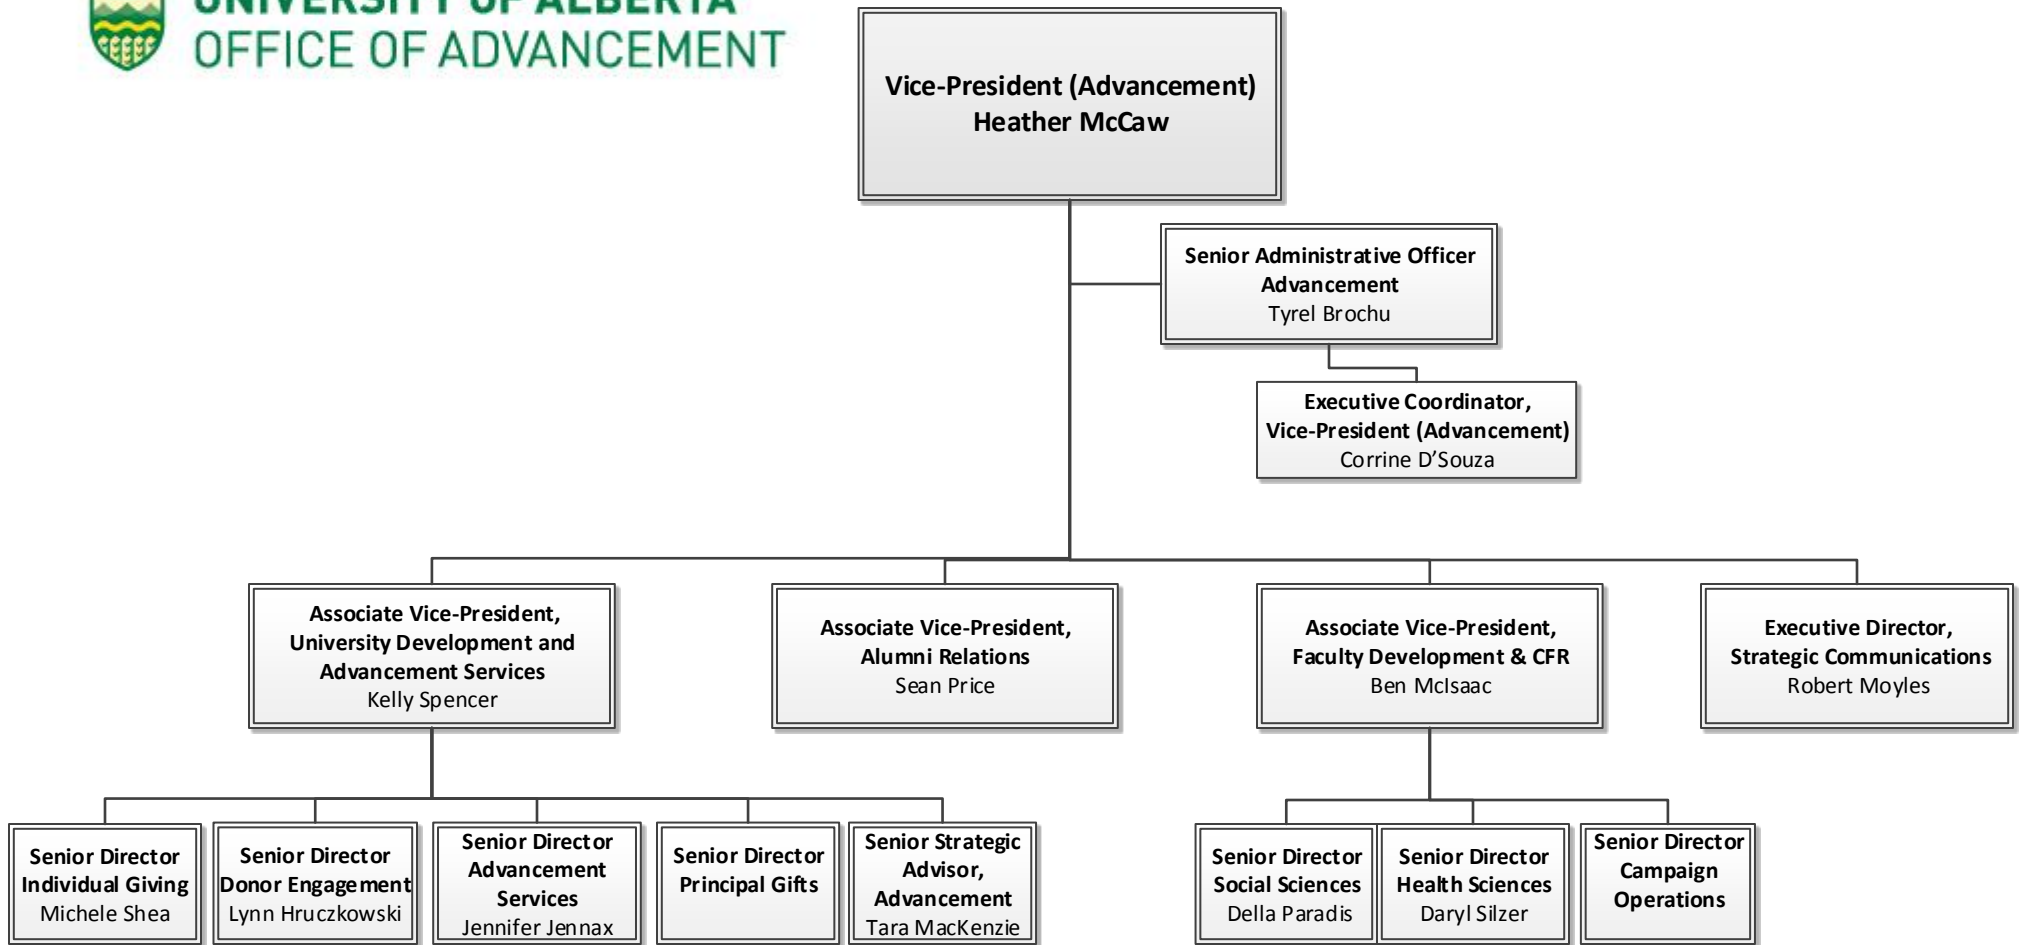 UNIVERSITY OF ALBERTA
OFFICE OF ADVANCEMENT
Vice-President (Advancement)
Heather McCaw
Senior Administrative Officer
Advancement
Tyrel Brochu
Executive Coordinator,
Vice-President (Advancement)
Corrine D’Souza
Associate Vice-President,
University Development and
Advancement Services
Kelly Spencer
Associate Vice-President,
Alumni Relations
Sean Price
Associate Vice-President,
Faculty Development & CFR
Ben McIsaac
Executive Director,
Strategic Communications
Robert Moyles
Senior Director
Individual Giving
Michele Shea
Senior Director
Donor Engagement
Lynn Hruczkowski
Senior Director
Advancement
Services
Jennifer Jennax
Senior Director
Principal Gifts
Senior Strategic
Advisor,
Advancement
Tara MacKenzie
Senior Director
Social Sciences
Della Paradis
Senior Director
Health Sciences
Daryl Silzer
Senior Director
Campaign
Operations